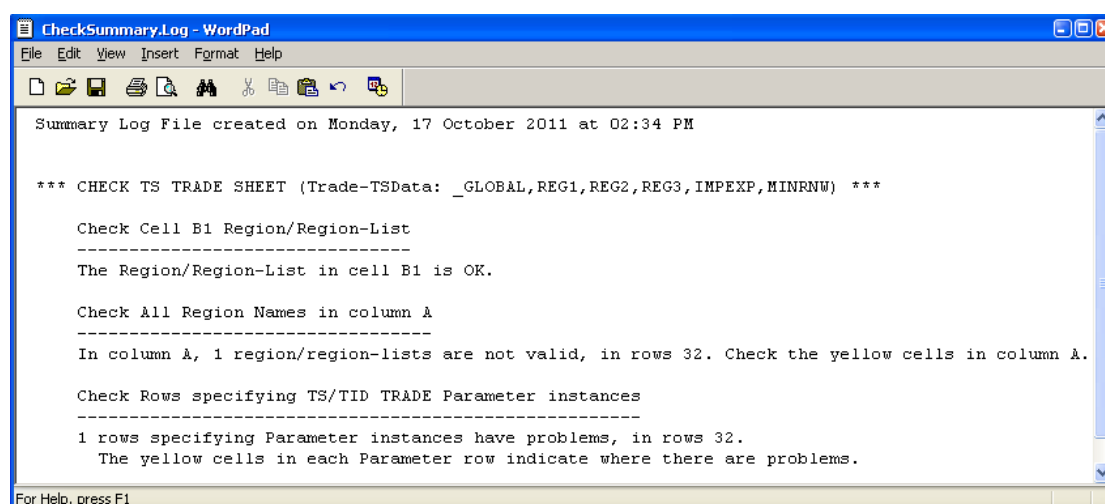 CheckSummary.Log - WordPad
File Edit View Insert Format Help
Summary Log File created on Monday, 17 October 2011 at 02:34 PM
*** CHECK TS TRADE SHEET (Trade-TSData: _GLOBAL,REG1,REG2,REG3,IMPEXP,MINRNW) ***
Check Cell B1 Region/Region-List
--------------------------------
The Region/Region-List in cell B1 is OK.
Check All Region Names in column A
----------------------------------
In column A, 1 region/region-lists are not valid, in rows 32. Check the yellow cells in column A.
Check Rows specifying TS/TID TRADE Parameter instances
------------------------------------------------------
1 rows specifying Parameter instances have problems, in rows 32.
The yellow cells in each Parameter row indicate where there are problems.
For Help, press F1